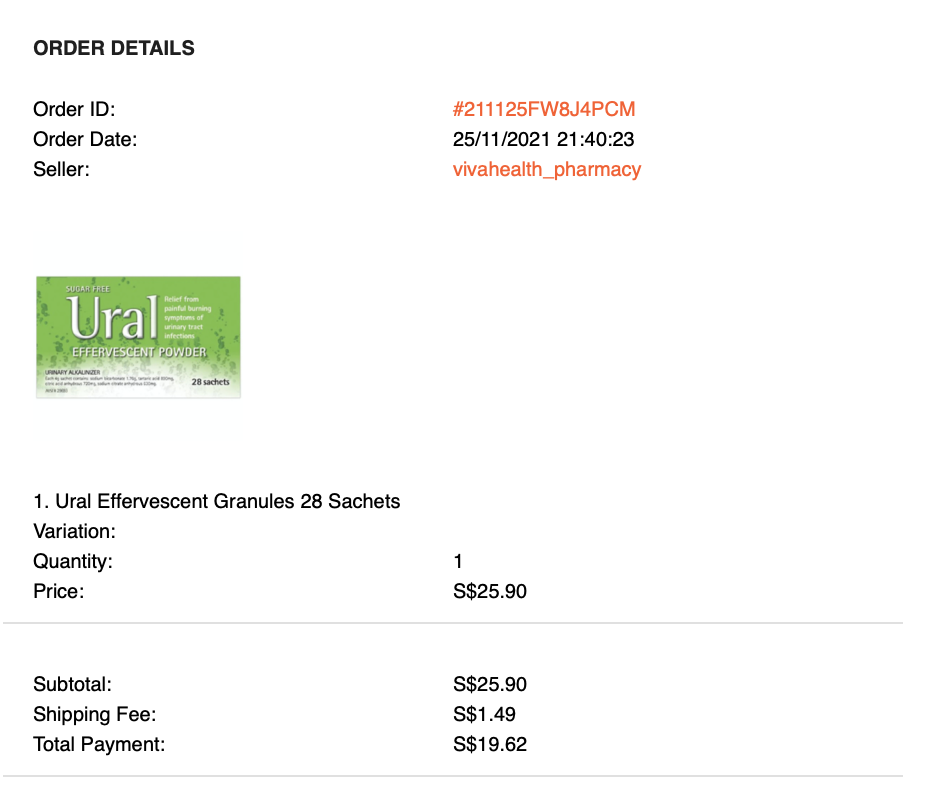 ORDER DETAILS
Order ID: #211125FW8J4PCM
Order Date: 25/11/2021 21:40:23
Seller: vivahealth_pharmacy
SUGAR FREE
Ural
Relief from
painful burning
symptoms of
urinary tract
infections
EFFERVESCENT POWDER
URINARY ALKALINIZER
28 sachets
1. Ural Effervescent Granules 28 Sachets
Variation:
Quantity: 1
Price: S$25.90
Subtotal: S$25.90
Shipping Fee: S$1.49
Total Payment: S$19.62